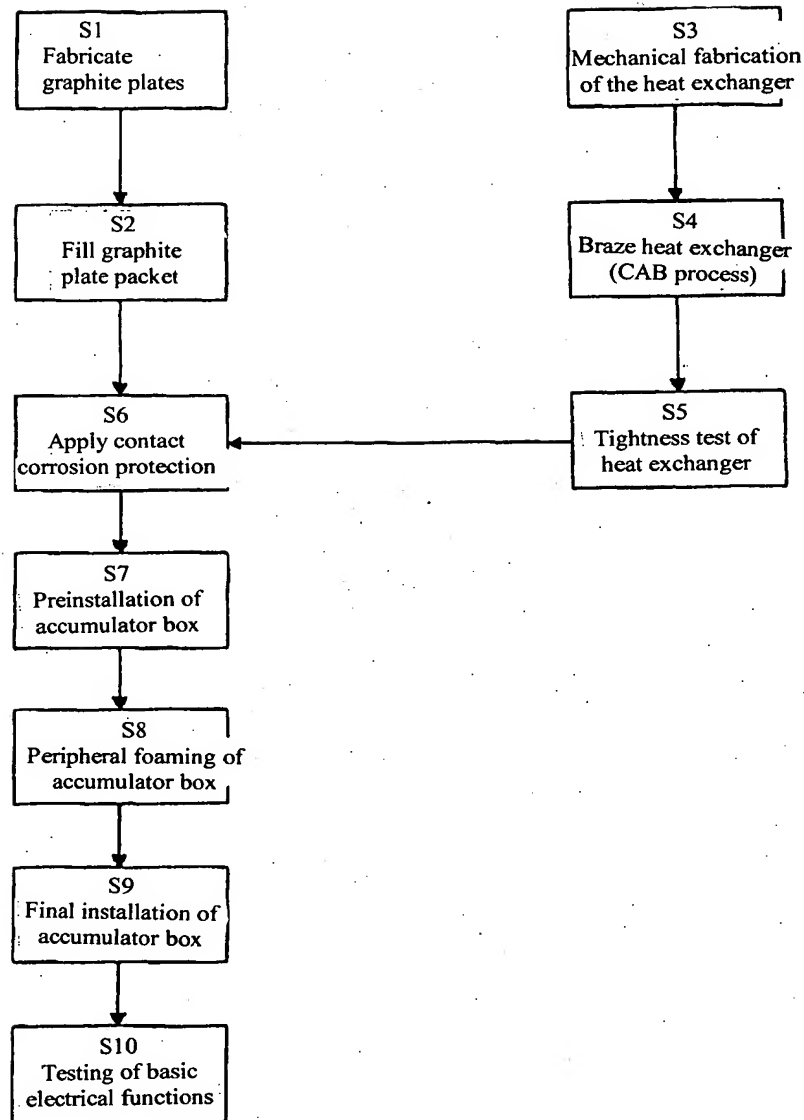 S1
Fabricate
graphite plates
S2
Fill graphite
plate packet
S3
Mechanical fabrication
of the heat exchanger
S4
Braze heat exchanger
(CAB process)
S5
Tightness test of
heat exchanger
S6
Apply contact
corrosion protection
S7
Preinstallation of
accumulator box
S8
Peripheral foaming of
accumulator box
S9
Final installation of
accumulator box
S10
Testing of basic
electrical functions